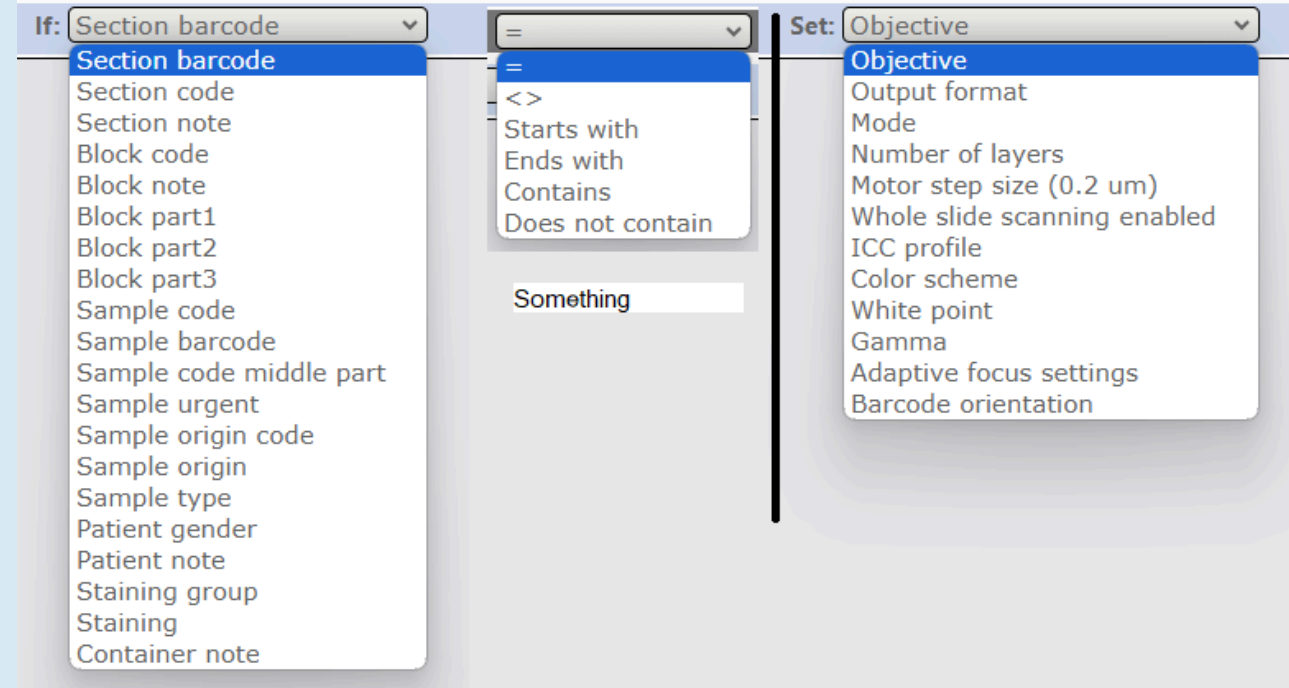 If: Section barcode
Section barcode
Section code
Section note
Block code
Block note
Block part1
Block part2
Block part3
Sample code
Sample barcode
Sample code middle part
Sample urgent
Sample origin code
Sample origin
Sample type
Patient gender
Patient note
Staining group
Staining
Container note
=
=
<>
Starts with
Ends with
Contains
Does not contain
Something
Set: Objective
Objective
Output format
Mode
Number of layers
Motor step size (0.2 um)
Whole slide scanning enabled
ICC profile
Color scheme
White point
Gamma
Adaptive focus settings
Barcode orientation